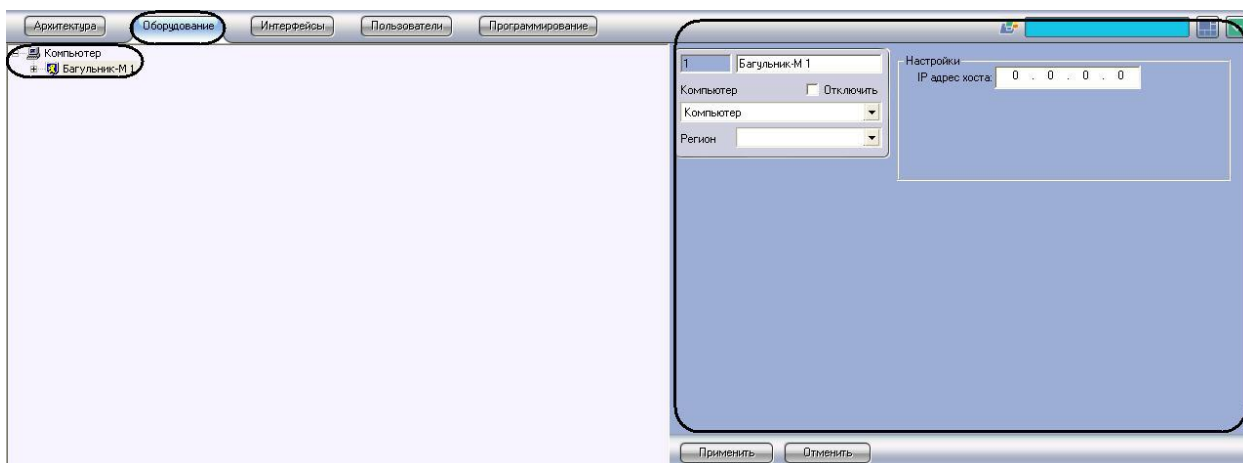 Архитектура Оборудование Интерфейсы Пользователи Программирование
Компьютер
Багульник-М 1
1 Багульник-М 1
Компьютер Отключить
Компьютер
Регион
Настройки
IP адрес хоста: 0 . 0 . 0 . 0
Применить Отменить